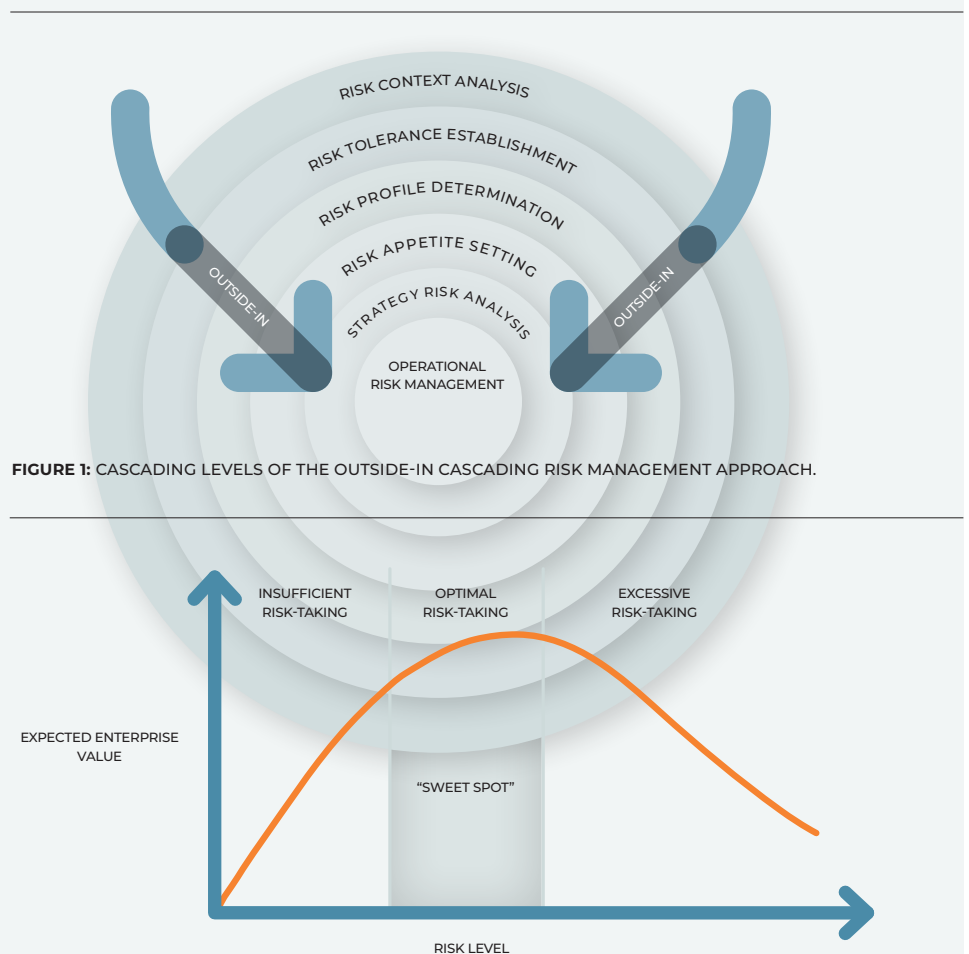 RISK CONTEXT ANALYSIS
RISK TOLERANCE ESTABLISHMENT
RISK PROFILE DETERMINATION
RISK APPETITE SETTING
STRATEGY RISK ANALYSIS
OUTSIDE-IN
OUTSIDE-IN
OPERATIONAL
RISK MANAGEMENT
FIGURE 1: CASCADING LEVELS OF THE OUTSIDE-IN CASCADING RISK MANAGEMENT APPROACH.
INSUFFICIENT
RISK-TAKING
OPTIMAL
RISK-TAKING
EXCESSIVE
RISK-TAKING
EXPECTED ENTERPRISE
VALUE
“SWEET SPOT”
RISK LEVEL